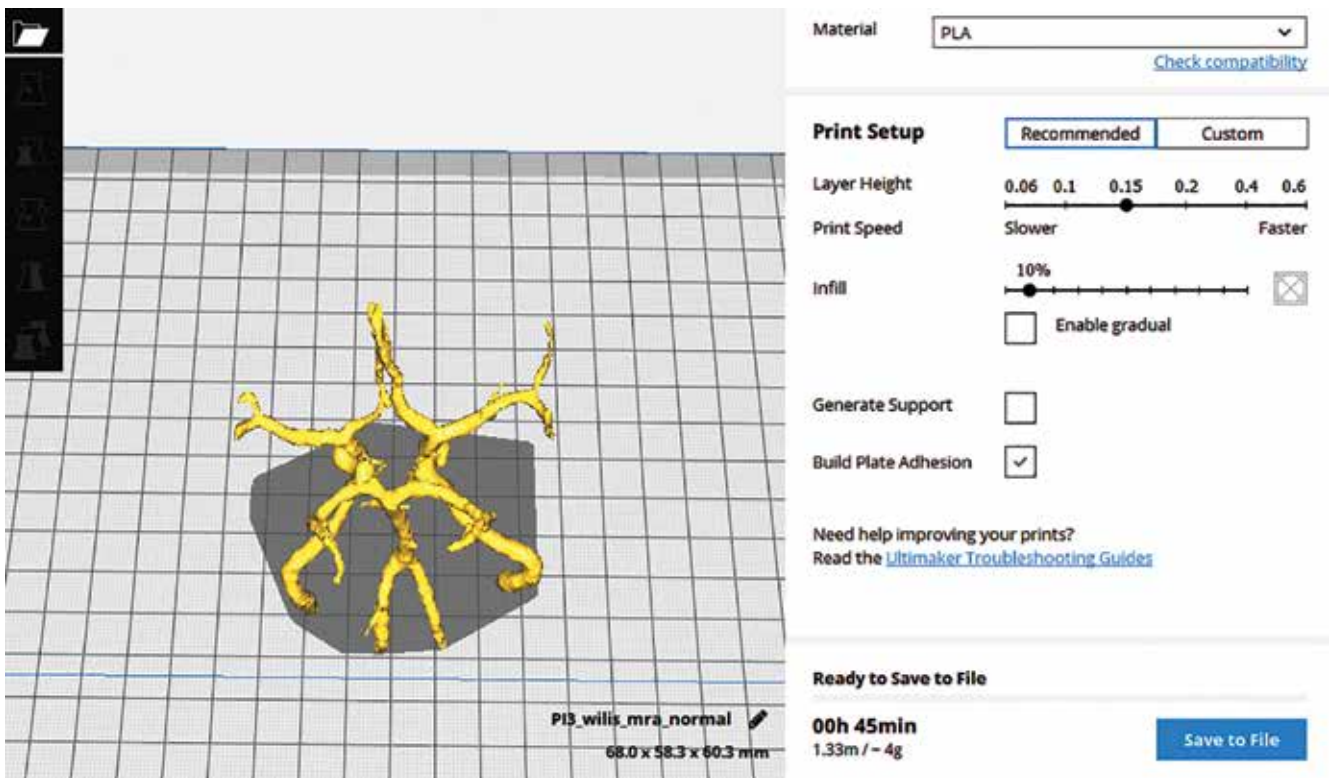 Material PLA
Check compatibility
Print Setup Recommended Custom
Layer Height 0.06 0.1 0.15 0.2 0.4 0.6
Print Speed Slower Faster
10%
Infill
Enable gradual
Generate Support
Build Plate Adhesion
Need help improving your prints?
Read the Ultimaker Troubleshooting Guides
Ready to Save to File
PI3_wilis_mra_normal
68.0 x 58.3 x 60.3 mm
00h 45min
1.33m / ~ 4g
Save to File